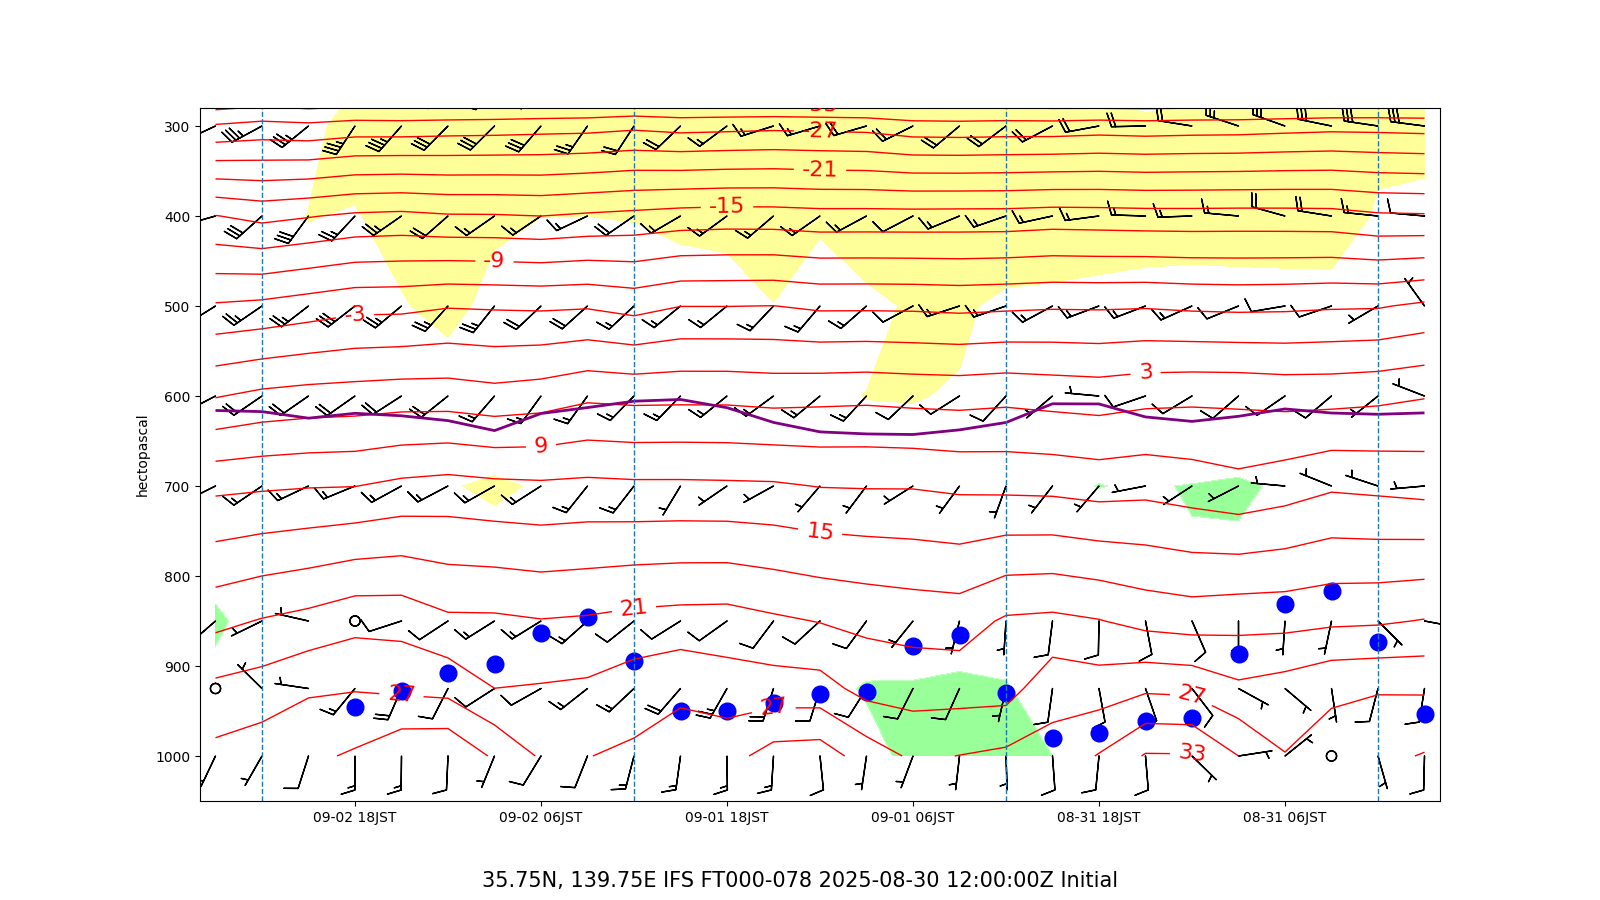 300
400
500
600
700
800
900
1000
hectopascal
27
-21
-15
-9
-3
3
9
15
21
27
27
27
33
09-02 18JST
09-02 06JST
09-01 18JST
09-01 06JST
08-31 18JST
08-31 06JST
35.75N, 139.75E IFS FT000-078 2025-08-30 12:00:00Z Initial